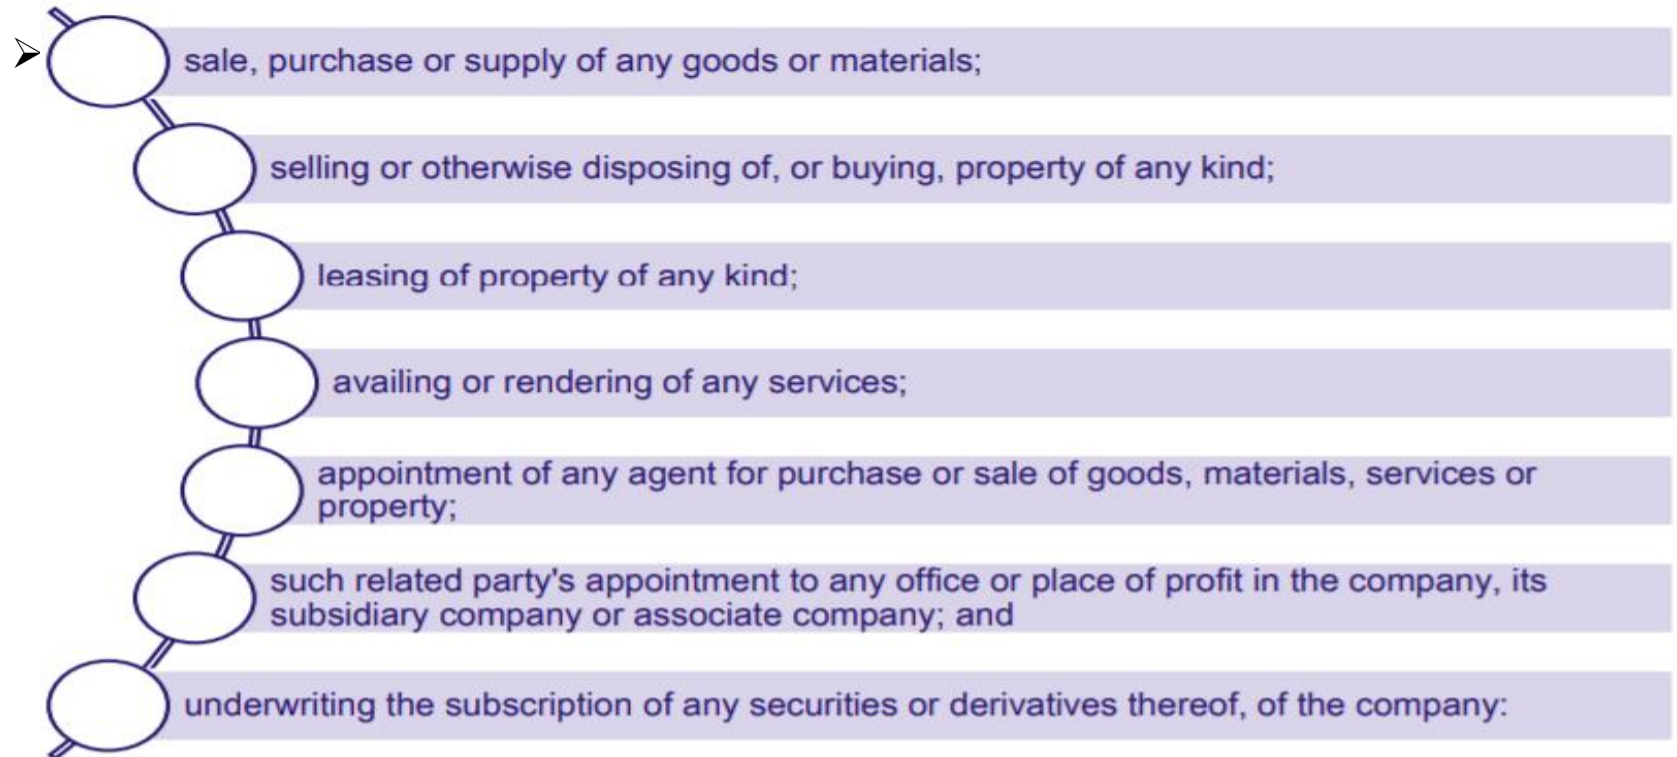 sale, purchase or supply of any goods or materials;
selling or otherwise disposing of, or buying, property of any kind;
leasing of property of any kind;
availing or rendering of any services;
appointment of any agent for purchase or sale of goods, materials, services or
property;
such related party's appointment to any office or place of profit in the company, its
subsidiary company or associate company; and
underwriting the subscription of any securities or derivatives thereof, of the company: